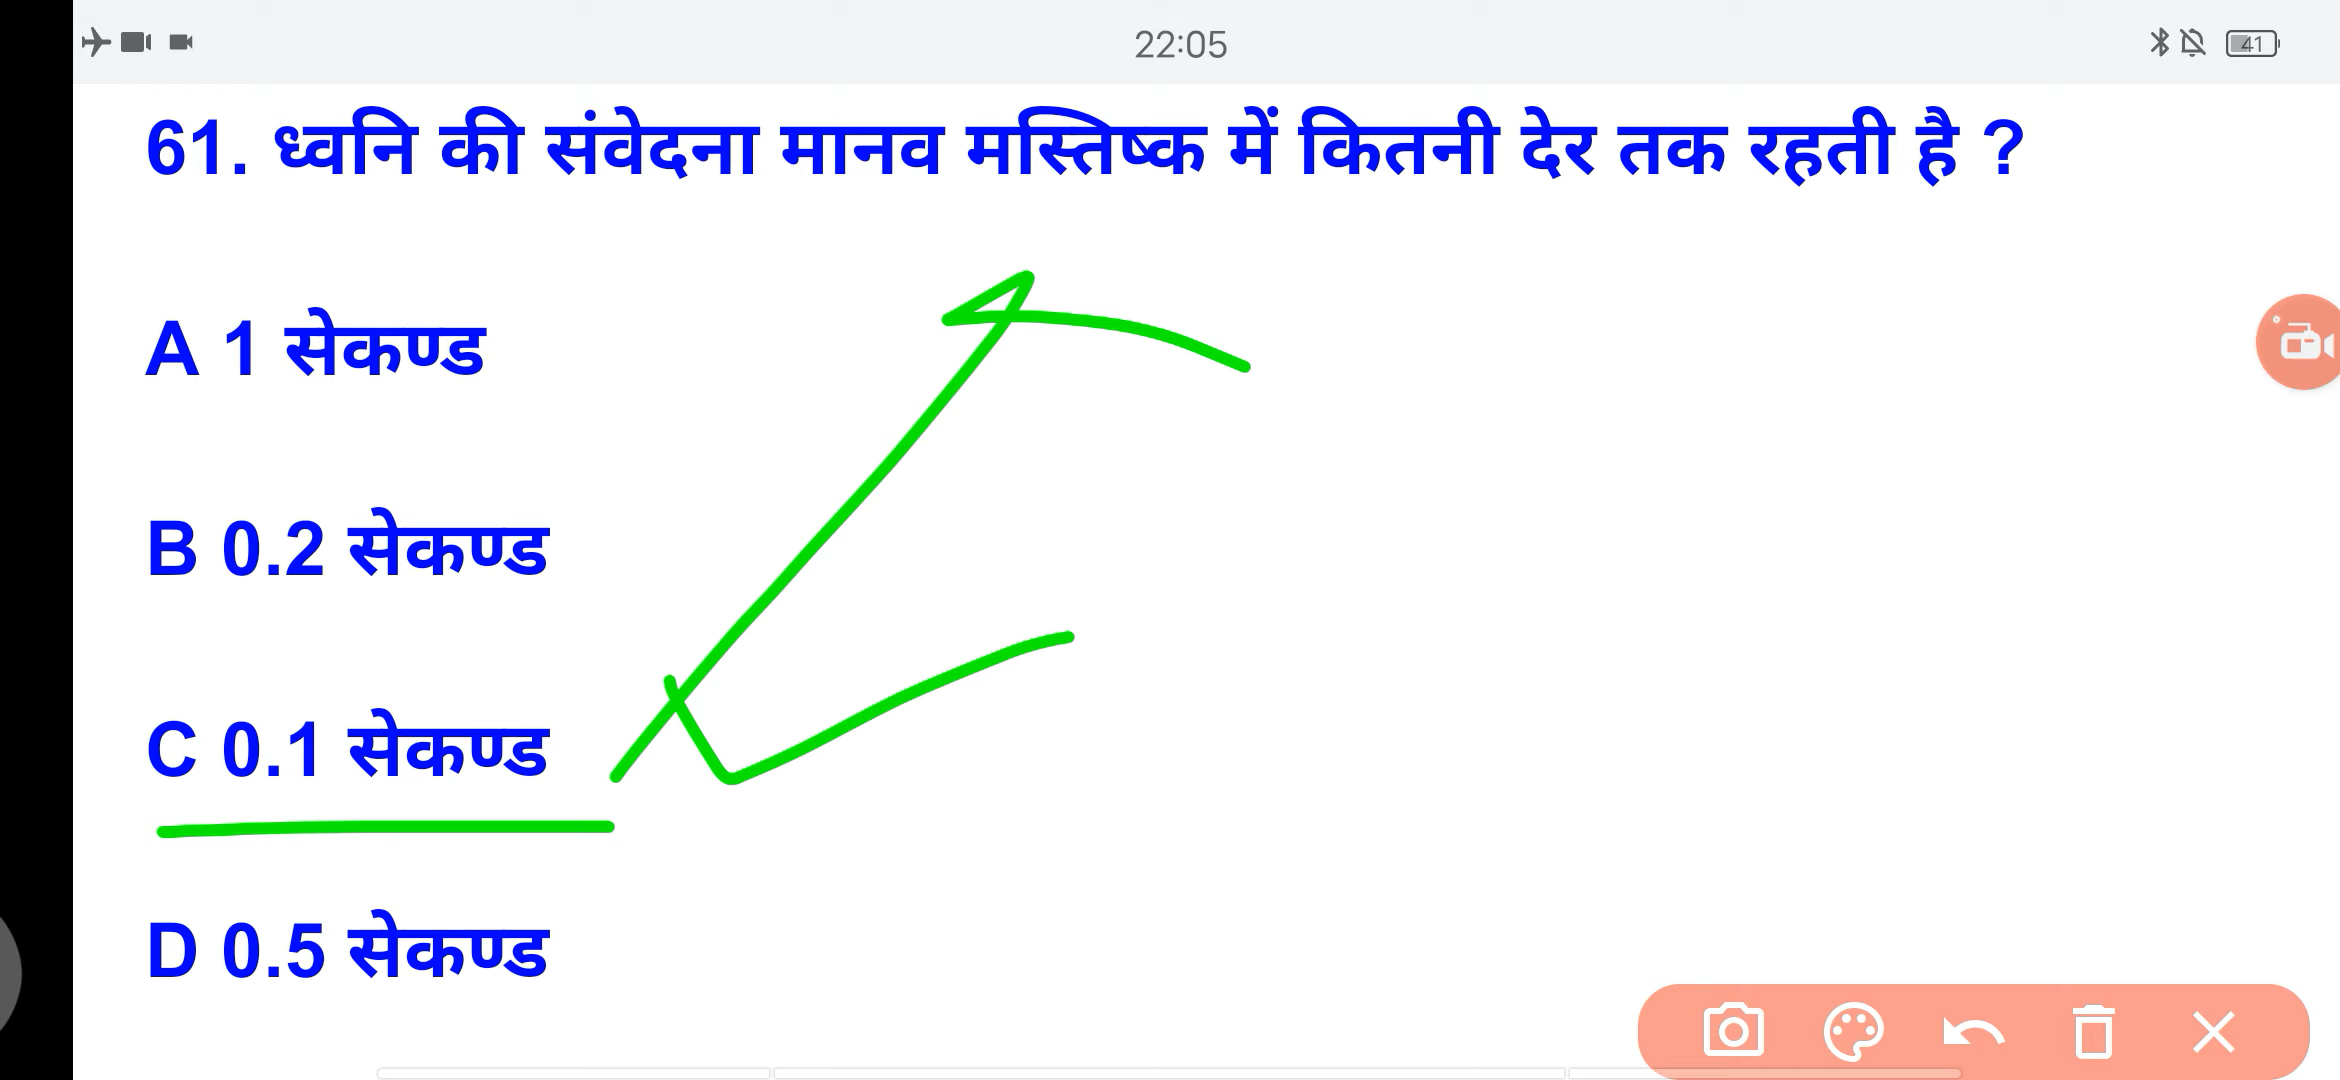 22:05
41
61. ध्वनि की संवेदना मानव मस्तिष्क में कितनी देर तक रहती है ?
A 1 सेकण्ड
B 0.2 सेकण्ड
C 0.1 सेकण्ड
D 0.5 सेकण्ड